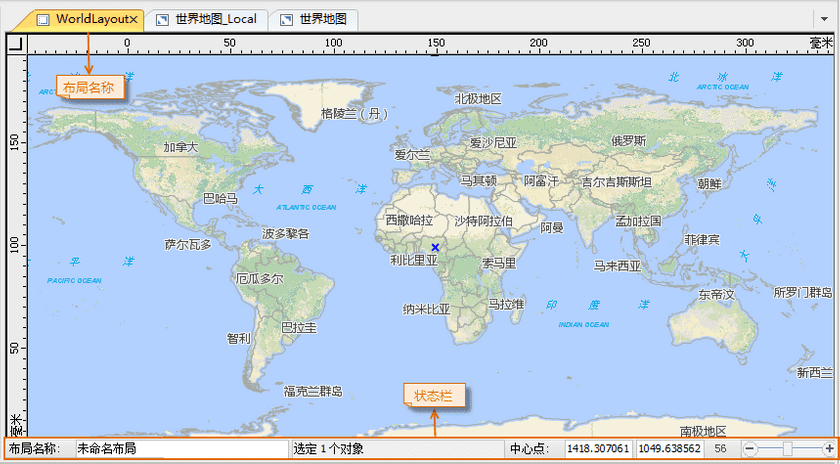 WorldLayout× 世界地图_Local 世界地图
0 50 100 150 200 250 300 毫米
布局名称
北 冰 洋
ARCTIC OCEAN
北极地区
格陵兰（丹）
150
加拿大
爱沙尼亚
俄罗斯
爱尔兰
马其顿
阿富汗
吉尔吉斯斯坦
朝鲜
巴哈马
大 西 洋
ATLANTIC OCEAN
西撒哈拉
沙特阿拉伯
孟加拉国
阿曼
波多黎各
萨尔瓦多
菲律宾
100
太 平 洋
PACIFIC OCEAN
利比里亚
索马里
马来西亚
厄瓜多尔
东帝汶
所罗门群岛
纳米比亚
马拉维
印 度 洋
INDIAN OCEAN
巴拉圭
智利
50
新西兰
福克兰群岛
状态栏
毫米
南极地区
布局名称： 未命名布局 选定 1 个对象 中心点： 1418.307061 1049.638562 56